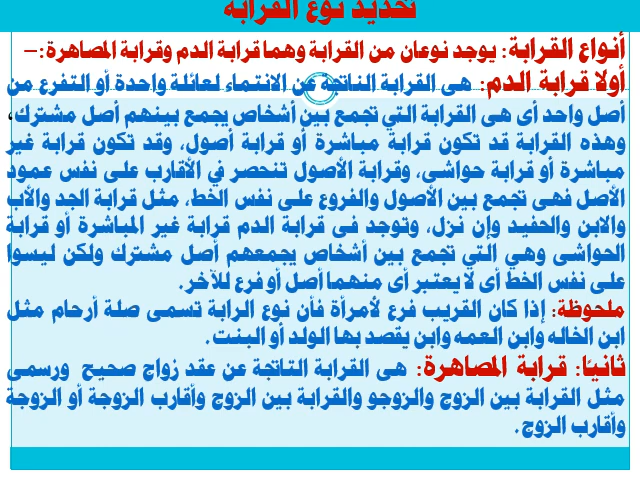 تحديد نوع القرابة
أنواع القرابة: يوجد نوعان من القرابة وهما قرابة الدم وقرابة المصاهرة:-
أولا قرابة الدم: هى القرابة الناتجة عن الانتماء لعائلة واحدة أو التفرع من
أصل واحد أى هى القرابة التي تجمع بين أشخاص يجمع بينهم أصل مشترك،
وهذه القرابة قد تكون قرابة مباشرة أو قرابة أصول، وقد تكون قرابة غير
مباشرة أو قرابة حواشى، وقرابة الأصول تنحصر في الأقارب على نفس عمود
الأصل فهى تجمع بين الأصول والفروع على نفس الخط، مثل قرابة الجد والأب
والابن والحفيد وإن نزل، وتوجد فى قرابة الدم قرابة غير المباشرة أو قرابة
الحواشى وهي التي تجمع بين أشخاص يجمعهم أصل مشترك ولكن ليسوا
على نفس الخط أى لا يعتبر أى منهما أصل أو فرع للآخر.
ملحوظة: إذا كان القريب فرع لأمرأة فأن نوع الرابة تسمى صلة أرحام مثل
ابن الخاله وابن العمه وابن يقصد بها الولد أو البنت.
ثانيًا: قرابة المصاهرة: هى القرابة التاتجة عن عقد زواج صحيح ورسمى
مثل القرابة بين الزوج والزوجو والقرابة بين الزوج وأقارب الزوجة أو الزوجة
وأقارب الزوج.